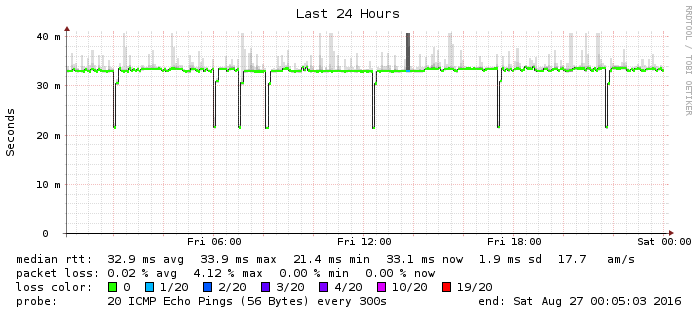 Last 24 Hours
RRDTOOL / TOBI OETIKER
Seconds
40 m
30 m
20 m
10 m
0
Fri 06:00 Fri 12:00 Fri 18:00 Sat 00:00
median rtt: 32.9 ms avg 33.9 ms max 21.4 ms min 33.1 ms now 1.9 ms sd 17.7 am/s
packet loss: 0.02 % avg 4.12 % max 0.00 % min 0.00 % now
loss color: 0 1/20 2/20 3/20 4/20 10/20 19/20
probe: 20 ICMP Echo Pings (56 Bytes) every 300s end: Sat Aug 27 00:05:03 2016